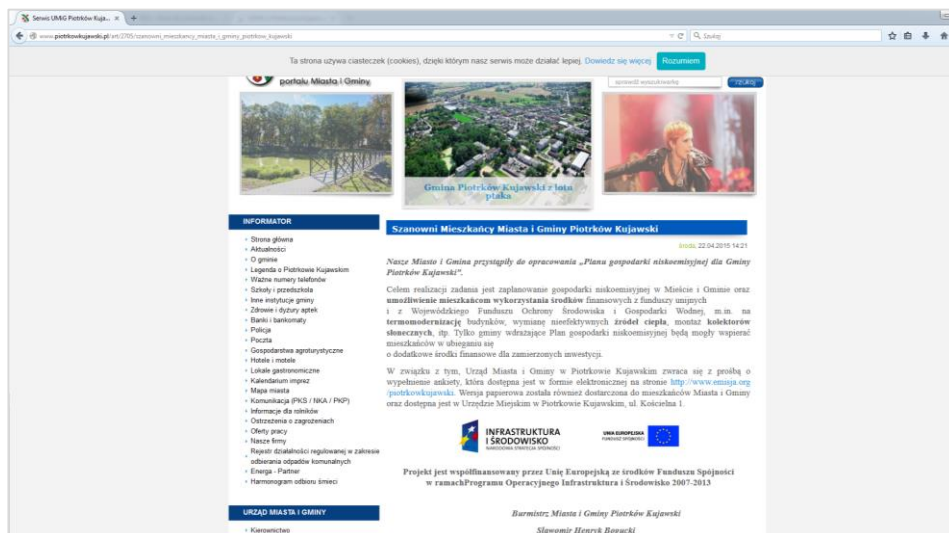 Serwis UMiG Piotrków Kuja...
www.piotrkowkujawski.pl/art/2705/szanowni_mieszkancy_miasta_i_gminy_piotrkow_kujawski
Szukaj
Ta strona używa ciasteczek (cookies), dzięki którym nasz serwis może działać lepiej. Dowiedz się więcej Rozumiem
portalu Miasta i Gminy
wprowadź wyszukiwarkę
szukaj
Gmina Piotrków Kujawski z lotu
ptaka
INFORMATOR
Strona główna
Aktualności
O gminie
Legenda o Piotrkowie Kujawskim
Ważne numery telefonów
Szkoły i przedszkola
Inne instytucje gminy
Zdrowie i dyżury aptek
Banki i bankomaty
Policja
Poczta
Gospodarstwa agroturystyczne
Hotele i motele
Lokale gastronomiczne
Kalendarium imprez
Mapa miasta
Komunikacja (PKS / NKA / PKP)
Informacje dla rolników
Ostrzeżenia o zagrożeniach
Oferty pracy
Nasze firmy
Rejestr działalności regulowanej w zakresie
odbierania odpadów komunalnych
Energa - Partner
Harmonogram odbioru śmieci
URZĄD MIASTA I GMINY
Kierownictwo
Szanowni Mieszkańcy Miasta i Gminy Piotrków Kujawski
środa, 22.04.2015 14:21
Nasze Miasto i Gmina przystąpiły do opracowania „Planu gospodarki niskoemisyjnej dla Gminy
Piotrków Kujawski”.
Celem realizacji zadania jest zaplanowanie gospodarki niskoemisyjnej w Mieście i Gminie oraz
umożliwienie mieszkańcom wykorzystania środków finansowych z funduszy unijnych
i z Wojewódzkiego Funduszu Ochrony Środowiska i Gospodarki Wodnej, m.in. na
termomodernizację budynków, wymianę nieefektywnych źródeł ciepła, montaż kolektorów
słonecznych, itp. Tylko gminy wdrażające Plan gospodarki niskoemisyjnej będą mogły wspierać
mieszkańców w ubieganiu się
o dodatkowe środki finansowe dla zamierzonych inwestycji.
W związku z tym, Urząd Miasta i Gminy w Piotrkowie Kujawskim zwraca się z prośbą o
wypełnienie ankiety, która dostępna jest w formie elektronicznej na stronie http://www.emisja.org
/piotrkowkujawski. Wersja papierowa została również dostarczona do mieszkańców Miasta i Gminy
oraz dostępna jest w Urzędzie Miejskim w Piotrkowie Kujawskim, ul. Kościelna 1.
INFRASTRUKTURA
I ŚRODOWISKO
NARODOWA STRATEGIA SPÓJNOŚCI
UNIA EUROPEJSKA
FUNDUSZ SPÓJNOŚCI
Projekt jest współfinansowany przez Unię Europejską ze środków Funduszu Spójności
w ramachProgramu Operacyjnego Infrastruktura i Środowisko 2007-2013
Burmistrz Miasta i Gminy Piotrków Kujawski
Sławomir Henryk Bogucki